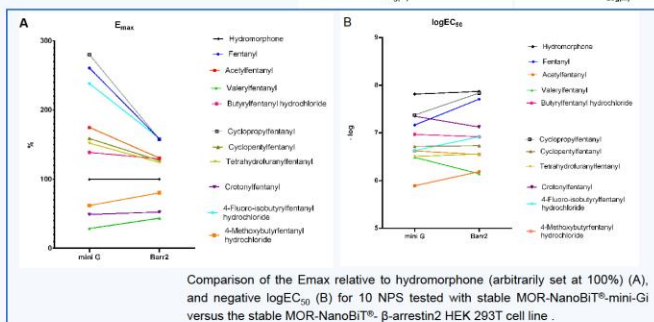 A
Emax
300
200
100
0
%
mini G
Barr2
Hydromorphone
Fentanyl
Acetylfentanyl
Valerylfentanyl
Butyrylfentanyl hydrochloride
Cyclopropylfentanyl
Cyclopentylfentanyl
Tetrahydrofuranylfentanyl
Crotonylfentanyl
4-Fluoro-isobutyrylfentanyl
hydrochloride
4-Methoxybutyrfentanyl
hydrochloride
B
logEC50
-9
8
7
6
5
- log
mini G
Barr2
Hydromorphone
Fentanyl
Acetylfentanyl
Valerylfentanyl
Butyrylfentanyl hydrochloride
Cyclopropylfentanyl
Cyclopentylfentanyl
Tetrahydrofuranylfentanyl
Crotonylfentanyl
4-Fluoro-isobutyrylfentanyl
hydrochloride
4-Methoxybutyrfentanyl
hydrochloride
Comparison of the Emax relative to hydromorphone (arbitrarily set at 100%) (A),
and negative logEC50 (B) for 10 NPS tested with stable MOR-NanoBiT®-mini-Gi
versus the stable MOR-NanoBiT®- β-arrestin2 HEK 293T cell line .